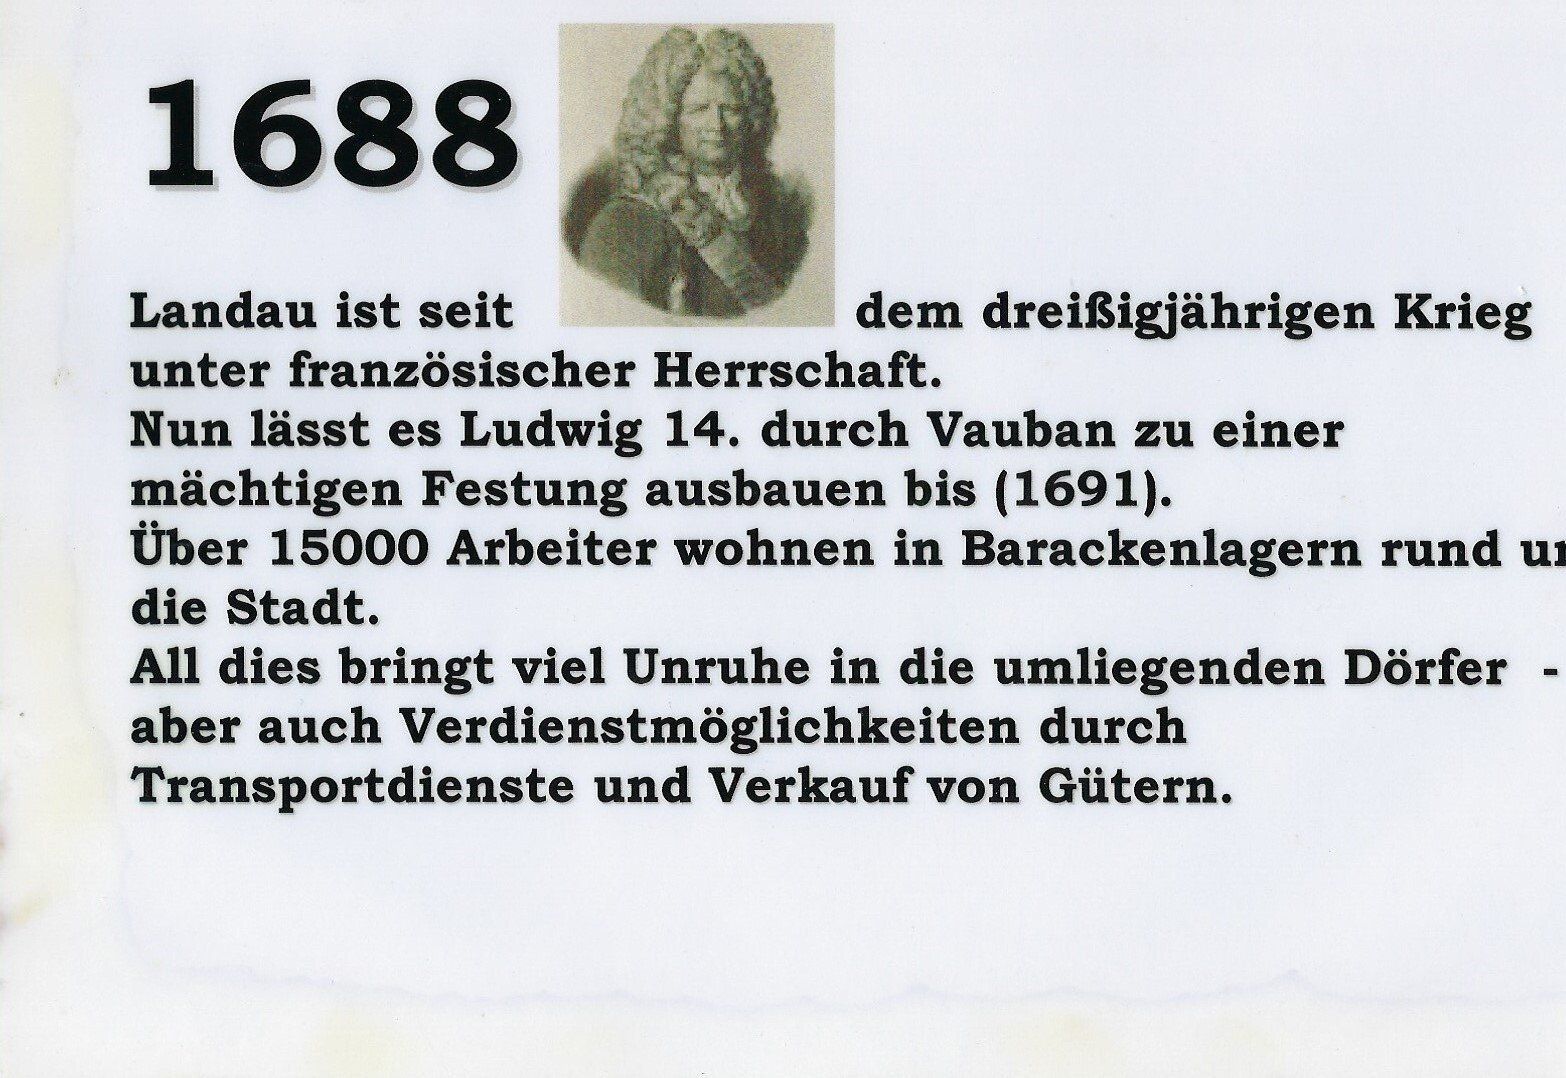 1688
Landau ist seit dem dreißigjährigen Krieg
unter französischer Herrschaft.
Nun lässt es Ludwig 14. durch Vauban zu einer
mächtigen Festung ausbauen bis (1691).
Über 15000 Arbeiter wohnen in Barackenlagern rund
die Stadt.
All dies bringt viel Unruhe in die umliegenden Dörfer -
aber auch Verdienstmöglichkeiten durch
Transportdienste und Verkauf von Gütern.